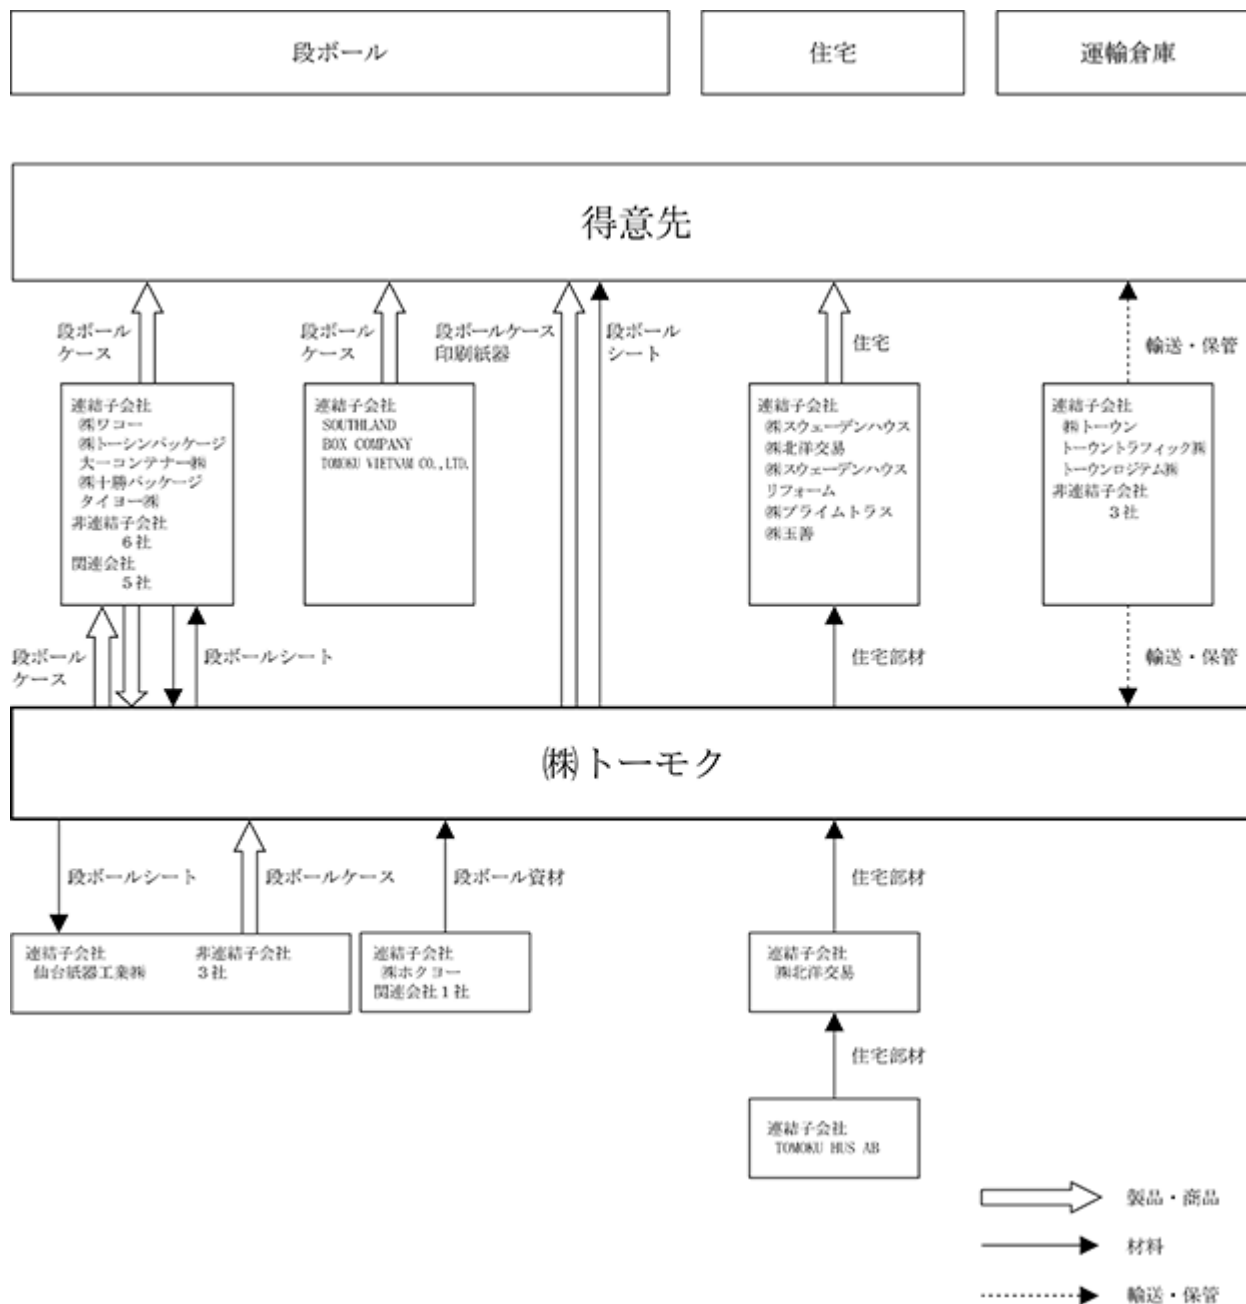 段ボール
住宅
運輸倉庫
得意先
段ボール
ケース
段ボール
ケース
段ボールケース
印刷紙器
段ボール
シート
住宅
輸送・保管
連結子会社
㈱ワコー
㈱トーシンパッケージ
大一コンテナー㈱
㈱十勝パッケージ
タイヨー㈱
非連結子会社
6社
関連会社
5社
連結子会社
SOUTHLAND
BOX COMPANY
TOMOKU VIETNAM CO.,LTD.
連結子会社
㈱スウェーデンハウス
㈱北洋交易
㈱スウェーデンハウス
リフォーム
㈱プライムトラス
㈱玉善
連結子会社
㈱トーウン
トーウントラフィック㈱
トーウンロジテム㈱
非連結子会社
3社
段ボール
ケース
段ボールシート
住宅部材
輸送・保管
㈱トーモク
段ボールシート
段ボールケース
段ボール資材
住宅部材
連結子会社
仙台紙器工業㈱
非連結子会社
3社
連結子会社
㈱ホクヨー
関連会社1社
連結子会社
㈱北洋交易
住宅部材
連結子会社
TOMOKU HUS AB
製品・商品
材料
輸送・保管